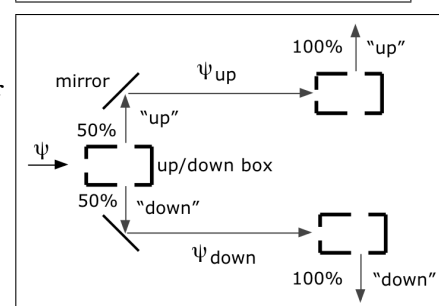 100% “up”
mirror
ψup
50% “up”
ψ
up/down box
50% “down”
ψdown
100% “down”